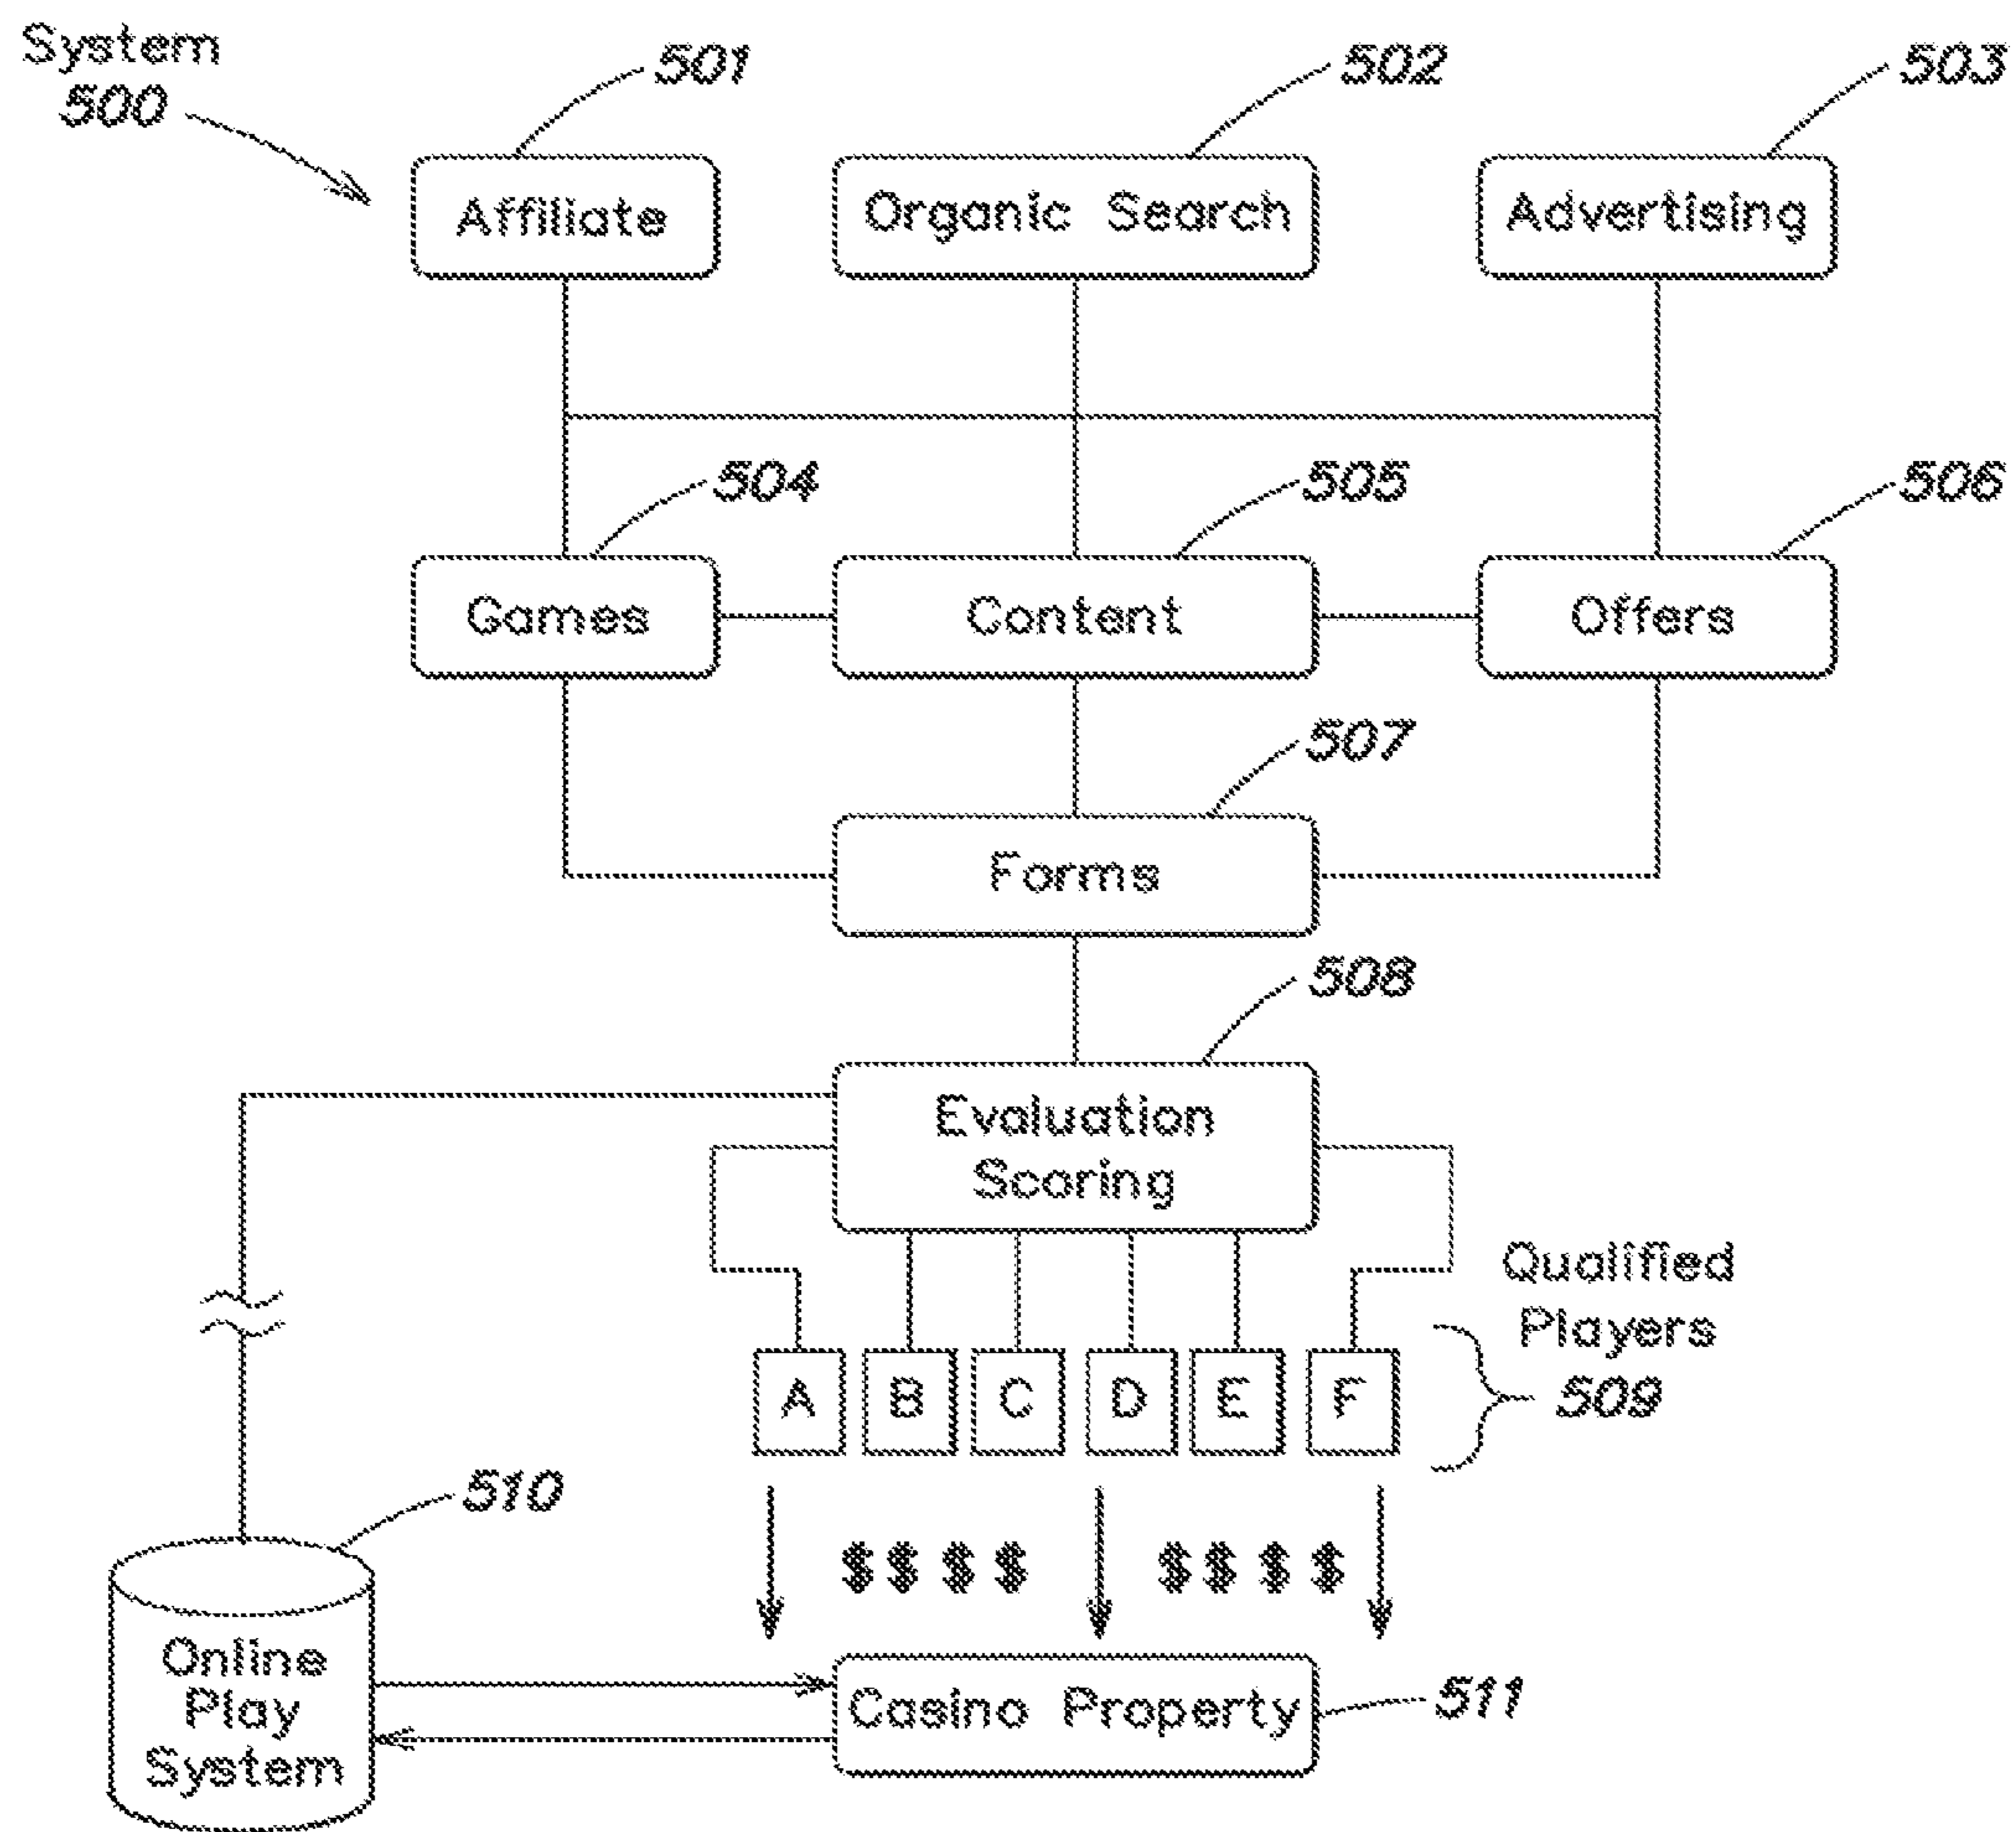 System
500
501
502
503
Affiliate
Organic Search
Advertising
504
505
506
Games
Content
Offers
507
Forms
508
Evaluation
Scoring
Qualified
Players
509
A B C D E F
510
$$$$ $$$$
Online
Play
System
Casino Property
511